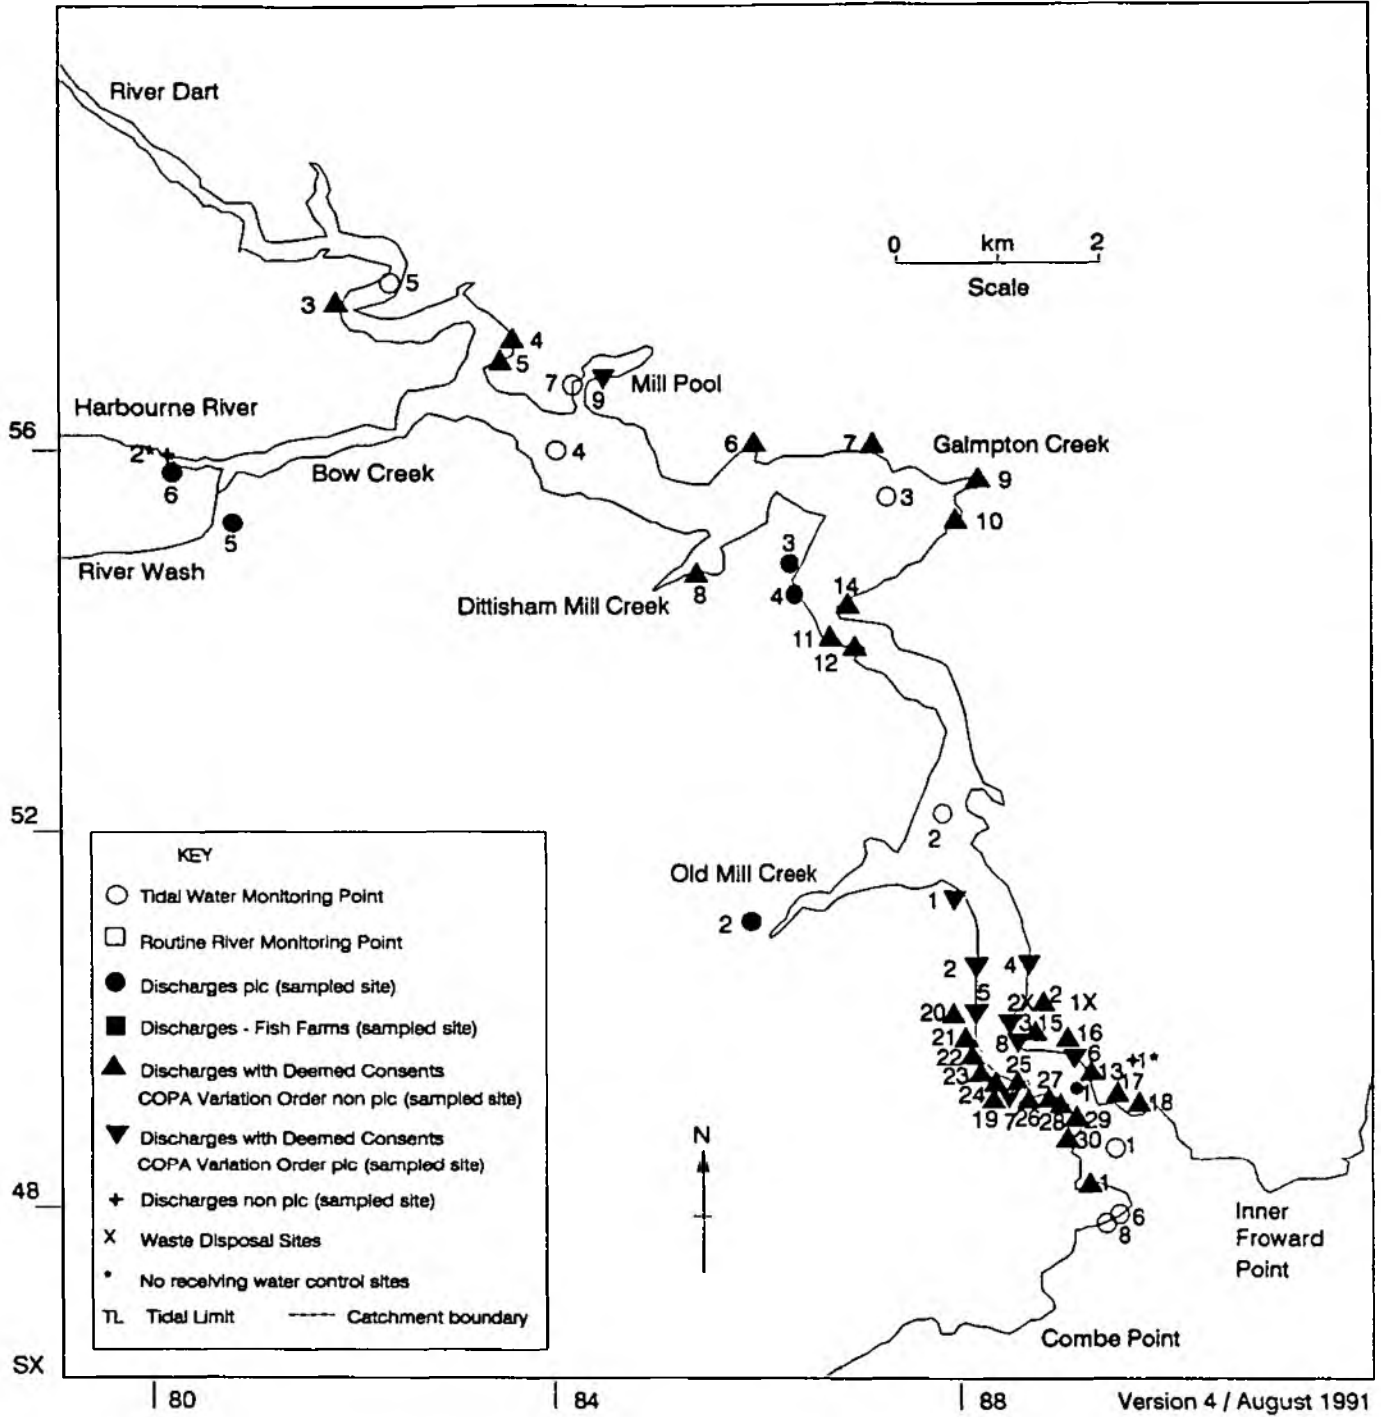 River Dart
0 km 2
Scale
5
3
4
5
7
9
Mill Pool
Harbourne River
56
2*
6
Bow Creek
4
6
7
Galmpton Creek
9
3
10
5
River Wash
3
4
14
8
Dittisham Mill Creek
11
12
52
2
Old Mill Creek
1
2
2
4
5
2X
2
1X
20
3
15
16
21
8
6
22
+1*
23
25
13
24
27
1
17
18
19
7
26
28
29
30
1
1
48
6
8
N
Inner
Froward
Point
Combe Point
KEY
Tidal Water Monitoring Point
Routine River Monitoring Point
Discharges plc (sampled site)
Discharges - Fish Farms (sampled site)
Discharges with Deemed Consents
COPA Variation Order non plc (sampled site)
Discharges with Deemed Consents
COPA Variation Order plc (sampled site)
+ Discharges non plc (sampled site)
X Waste Disposal Sites
* No receiving water control sites
TL Tidal Limit Catchment boundary
SX
80
84
88
Version 4 / August 1991